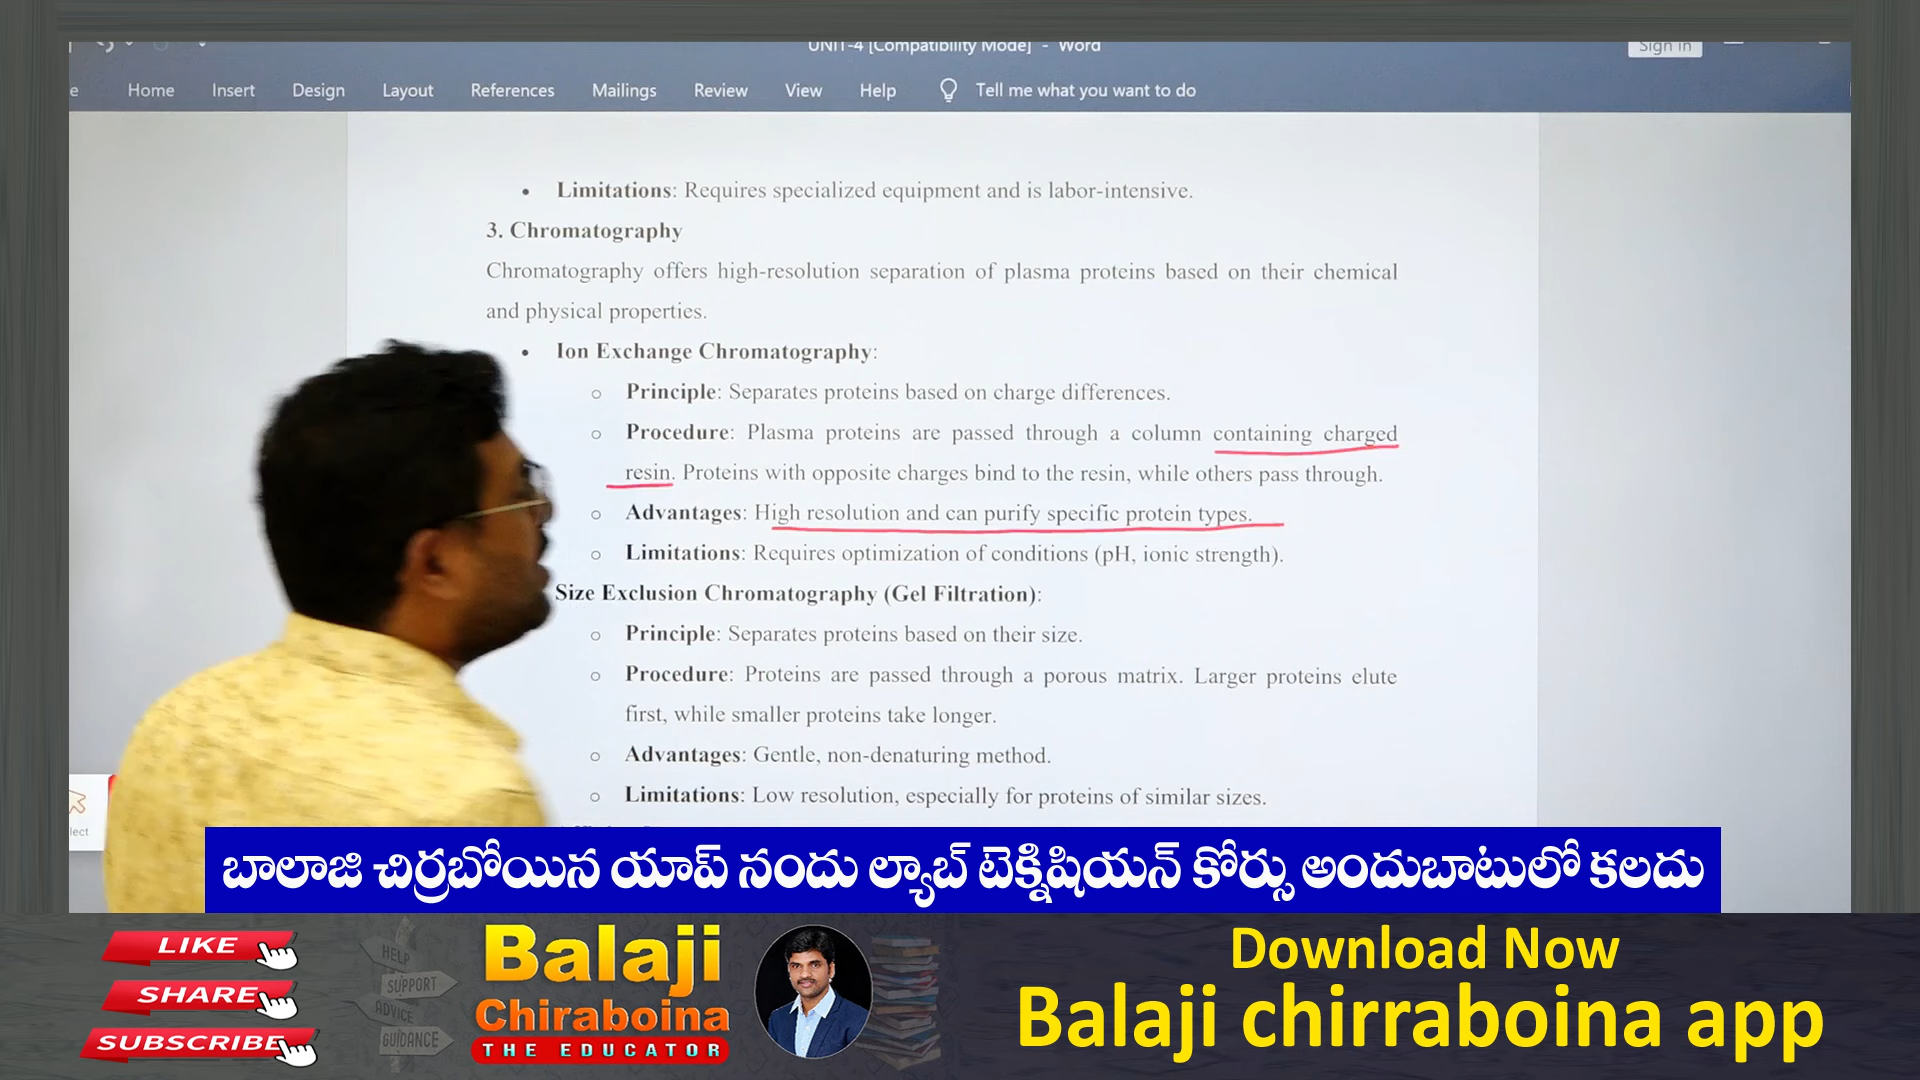 UNIT-4 [Compatibility Mode] - Word
Sign in
Home Insert Design Layout References Mailings Review View Help Tell me what you want to do
• Limitations: Requires specialized equipment and is labor-intensive.
3. Chromatography
Chromatography offers high-resolution separation of plasma proteins based on their chemical
and physical properties.
• Ion Exchange Chromatography:
o Principle: Separates proteins based on charge differences.
o Procedure: Plasma proteins are passed through a column containing charged
resin. Proteins with opposite charges bind to the resin, while others pass through.
o Advantages: High resolution and can purify specific protein types.
o Limitations: Requires optimization of conditions (pH, ionic strength).
Size Exclusion Chromatography (Gel Filtration):
o Principle: Separates proteins based on their size.
o Procedure: Proteins are passed through a porous matrix. Larger proteins elute
first, while smaller proteins take longer.
o Advantages: Gentle, non-denaturing method.
o Limitations: Low resolution, especially for proteins of similar sizes.
lect
బాలాజి చిర్రబోయిన యాప్ నందు ల్యాబ్ టెక్నిషియన్ కోర్సు అందుబాటులో కలదు
LIKE
SHARE
SUBSCRIBE
HELP
SUPPORT
ADVICE
GUIDANCE
Balaji
Chiraboina
THE EDUCATOR
Download Now
Balaji chirraboina app